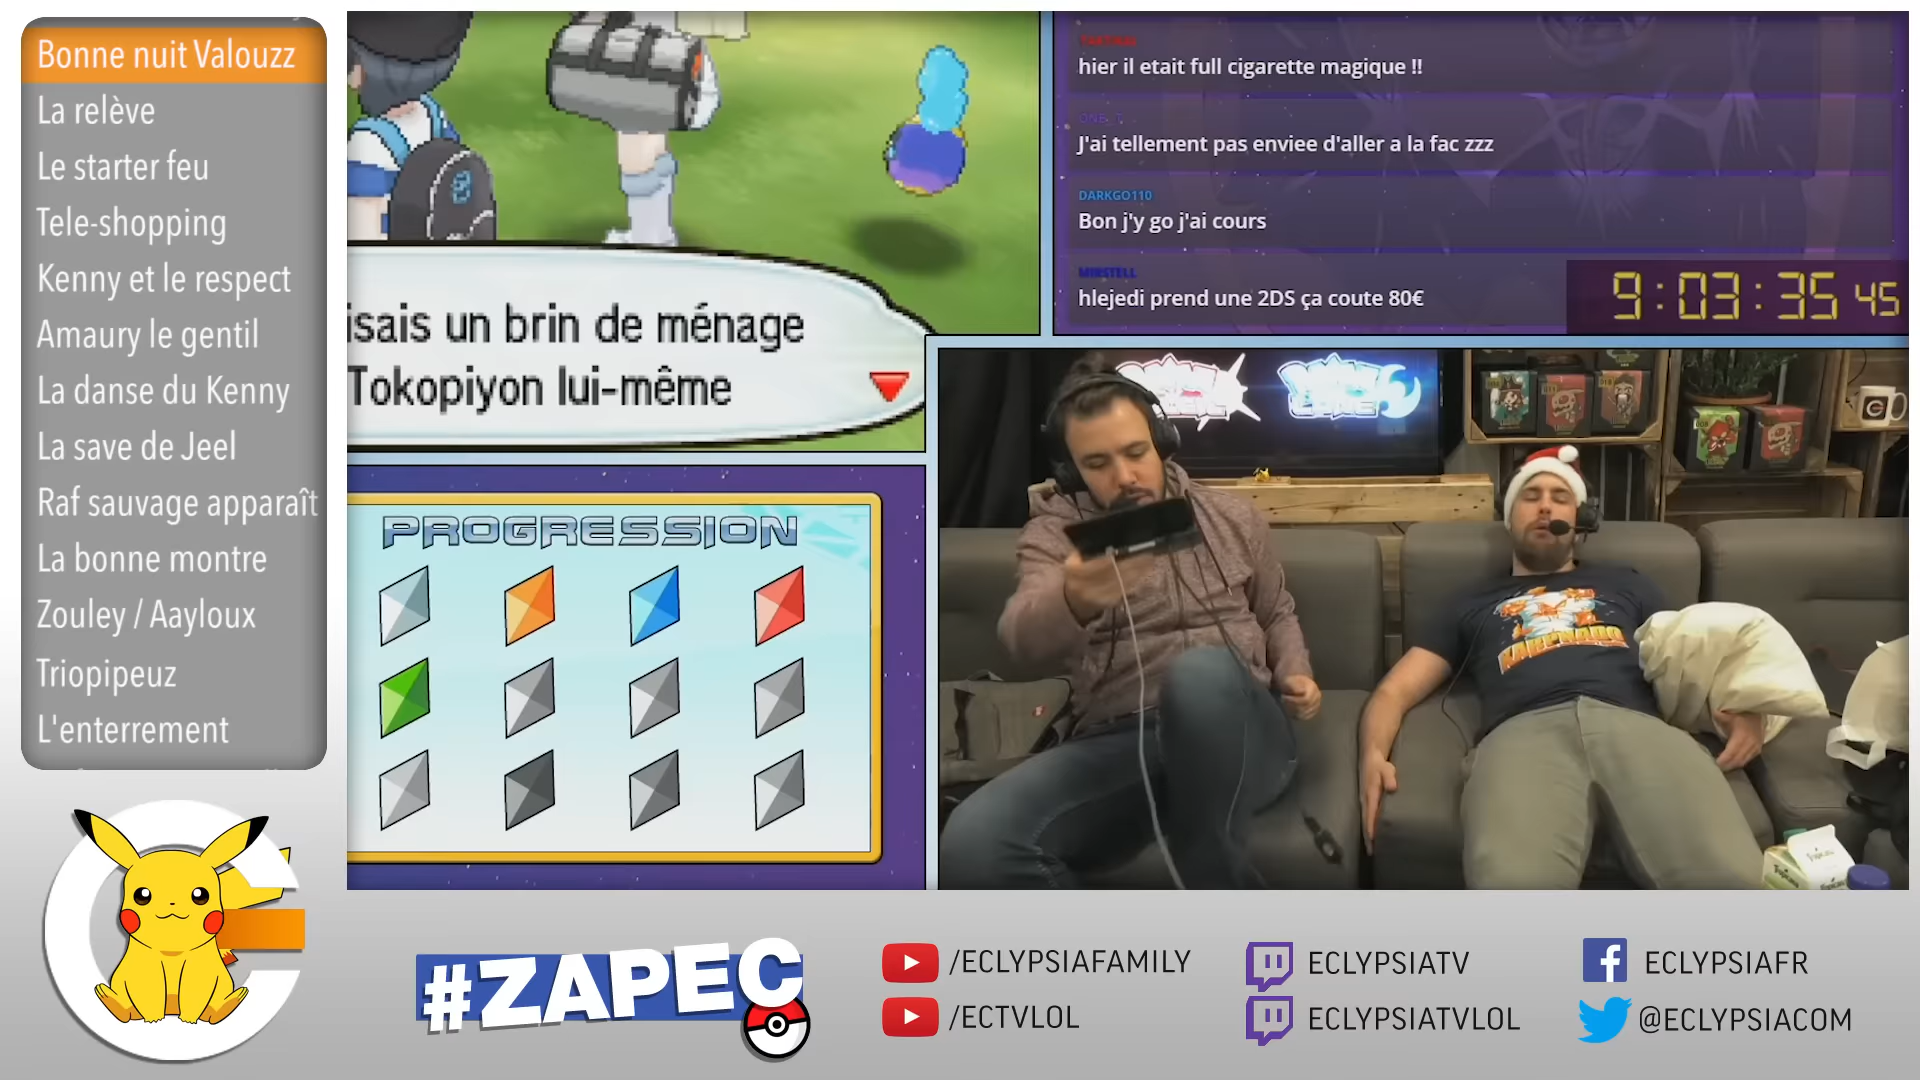 Bonne nuit Valouzz
La relève
Le starter feu
Tele-shopping
Kenny et le respect
Amaury le gentil
La danse du Kenny
La save de Jeel
Raf sauvage apparaît
La bonne montre
Zouley / Aayloux
Triopipeuz
L'enterrement
isais un brin de ménage
Tokopiyon lui-même
PROGRESSION
hier il etait full cigarette magique !!
J'ai tellement pas enviee d'aller a la fac zzz
DARKGO110
Bon j'y go j'ai cours
MIRSTELL
hlejedi prend une 2DS ça coute 80€
9:03:35 45
KARPNADO
#ZAPEC
/ECLYPSIAFAMILY
/ECTVLOL
ECLYPSIATV
ECLYPSIATVLOL
ECLYPSIAFR
@ECLYPSIACOM